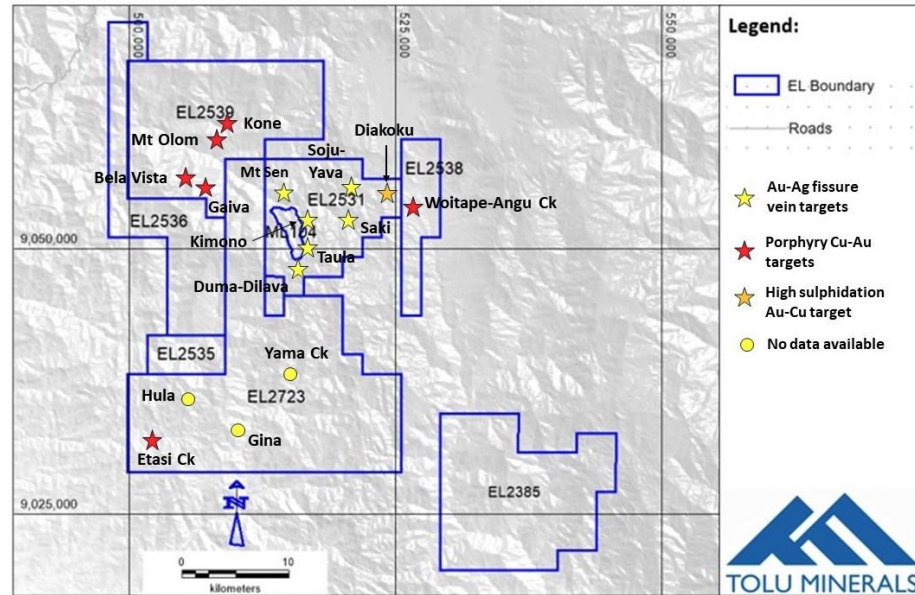 500,000
525,000
550,000
Legend:
EL Boundary
Roads
Au-Ag fissure
vein targets
Porphyry Cu-Au
targets
High sulphidation
Au-Cu target
No data available
EL2539
Kone
Mt Olom
Diakoku
Soju-
Yava
EL2538
Bela Vista
Mt Sen
EL2531
Woitape-Angu Ck
Gaiva
EL2536
Kimono
ML104
Saki
9,050,000
Taula
Duma-Dilava
EL2535
Yama Ck
Hula
EL2723
Gina
Etasi Ck
EL2385
9,025,000
N
0 10
kilometers
TOLU MINERALS